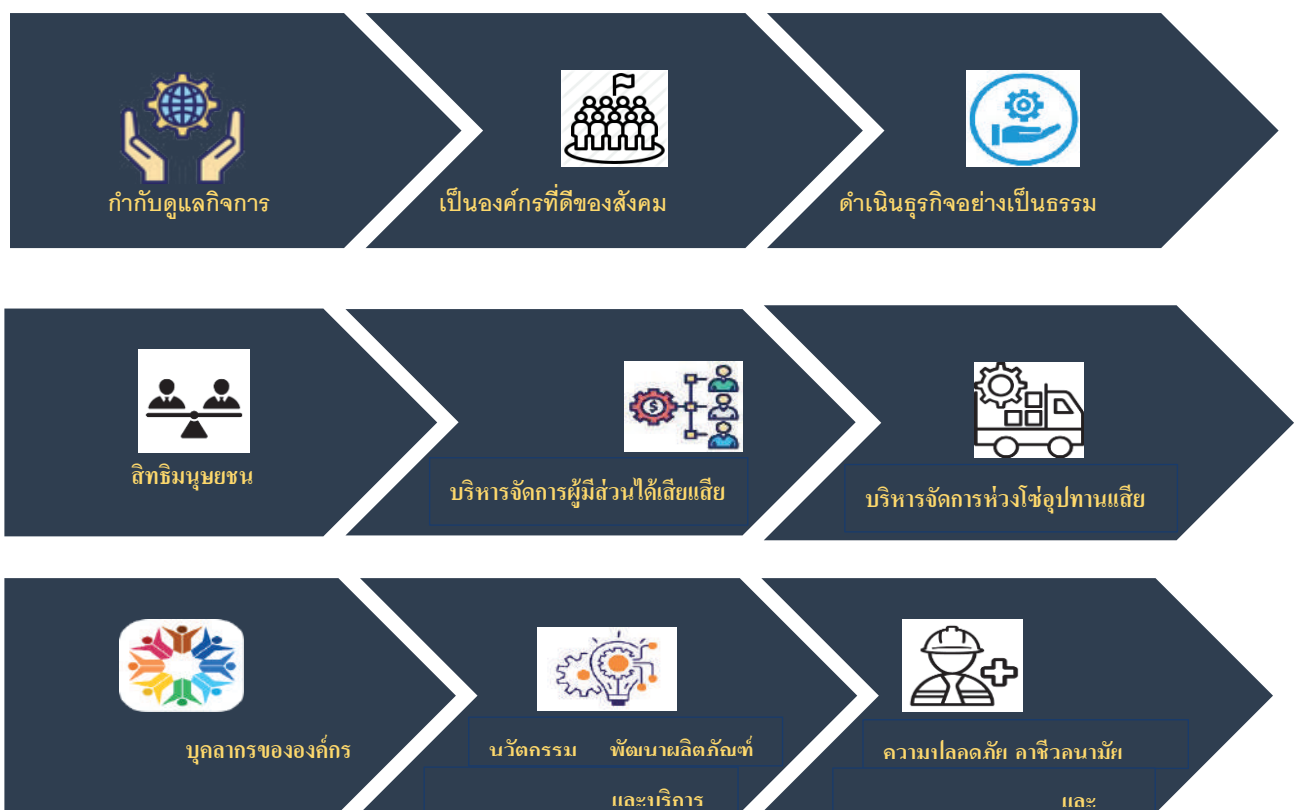 กำกับดูแลกิจการ
เป็นองค์กรที่ดีของสังคม
ดำเนินธุรกิจอย่างเป็นธรรม
สิทธิมนุษยชน
บริหารจัดการผู้มีส่วนได้เสียแสีย
บริหารจัดการห่วงโซ่อุปทานแสีย
บุคลากรขององค์กร
นวัตกรรม พัฒนาผลิตภัณฑ์
และบริการ
ความปลอดภัย อาชีวอนามัย
และ